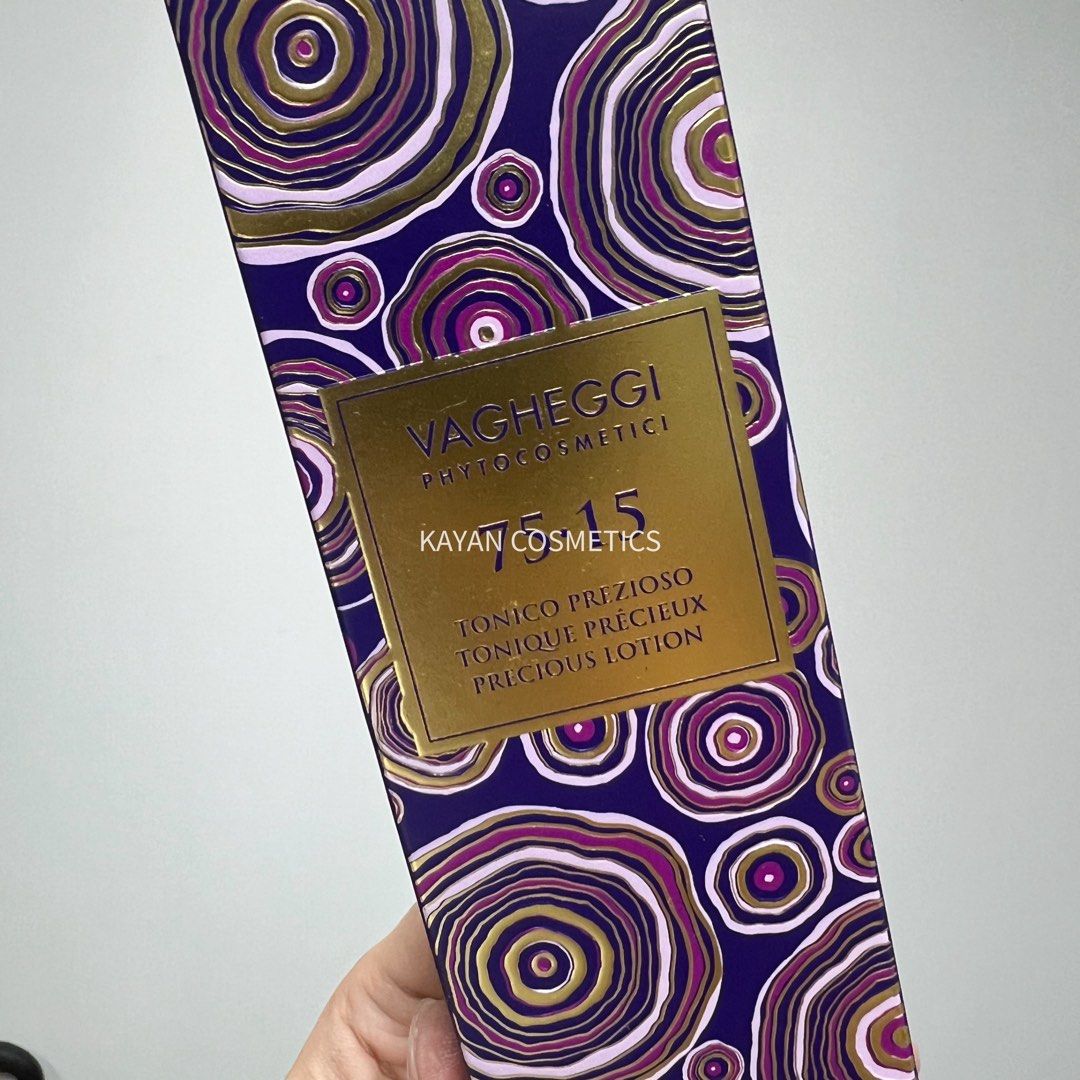 VAGHEGGI
PHYTOCOSMETICI
75.15
KAYAN COSMETICS
TONICO PREZIOSO
TONIQUE PRÉCIEUX
PRECIOUS LOTION